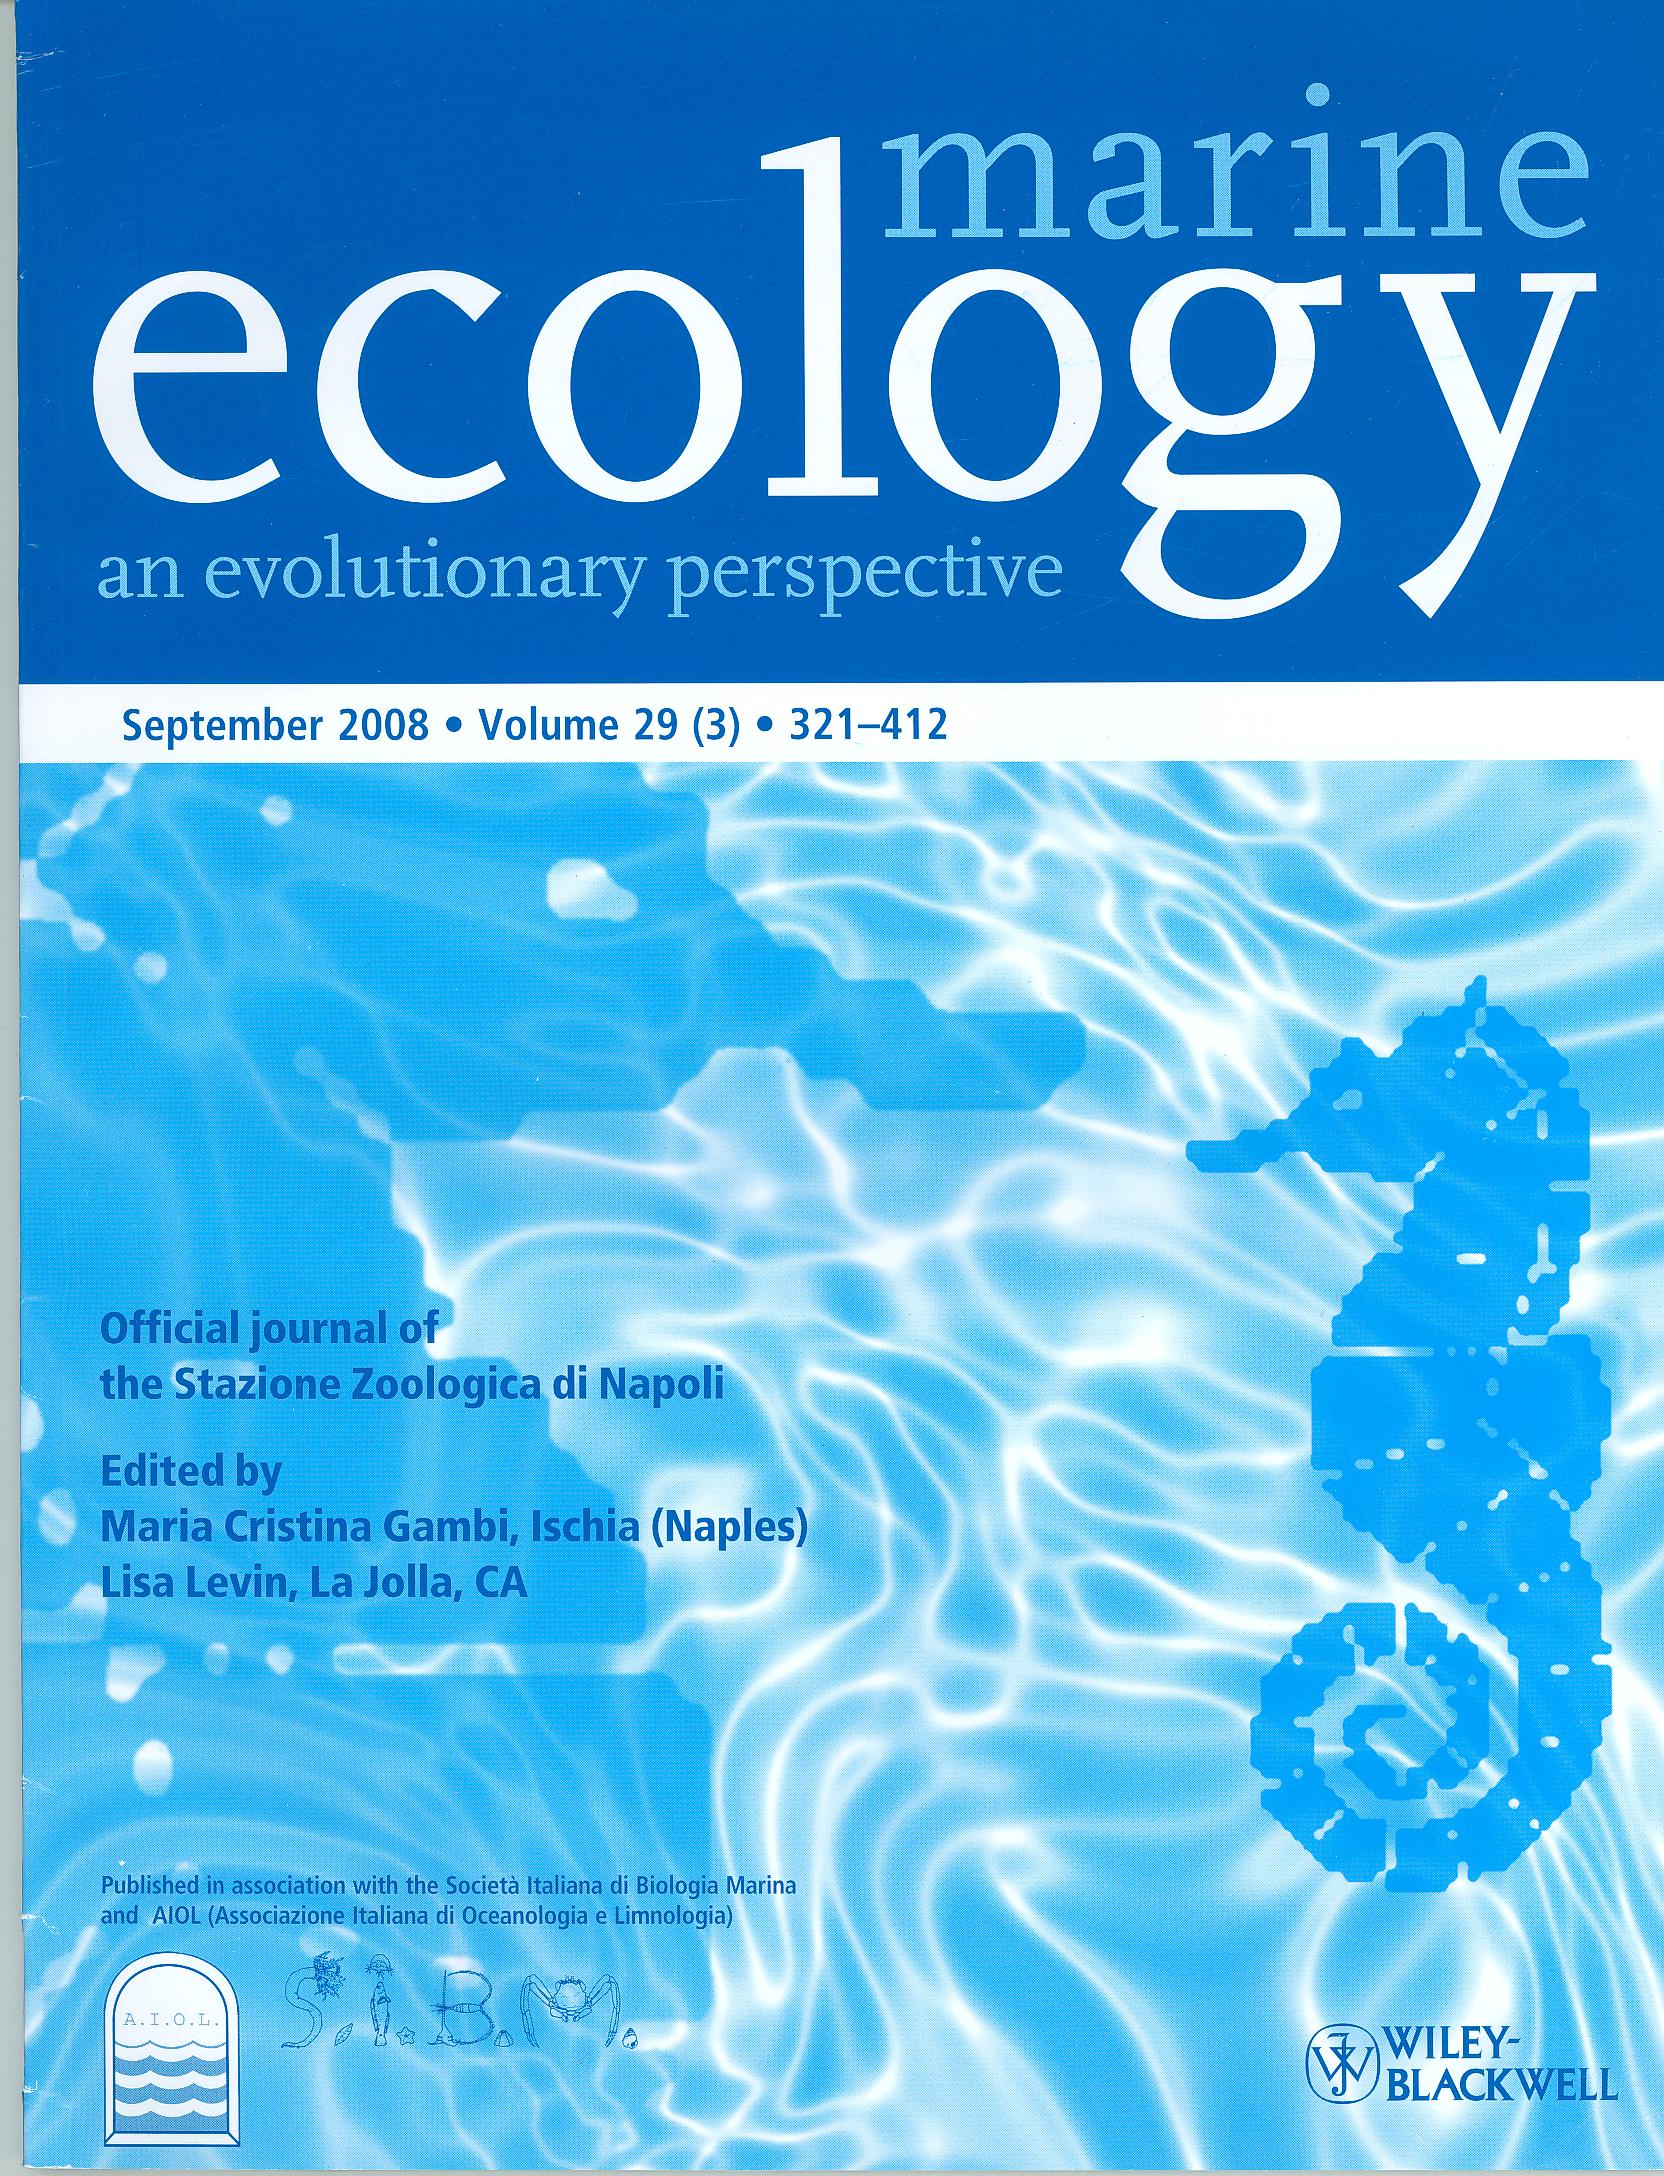 marine
ecology
an evolutionary perspective
September 2008 • Volume 29 (3) • 321–412
Official journal of
the Stazione Zoologica di Napoli
Edited by
Maria Cristina Gambi, Ischia (Naples)
Lisa Levin, La Jolla, CA
Published in association with the Società Italiana di Biologia Marina
and AIOL (Associazione Italiana di Oceanologia e Limnologia)
A.I.O.L.
S.I.B.M.
WILEY-
BLACKWELL